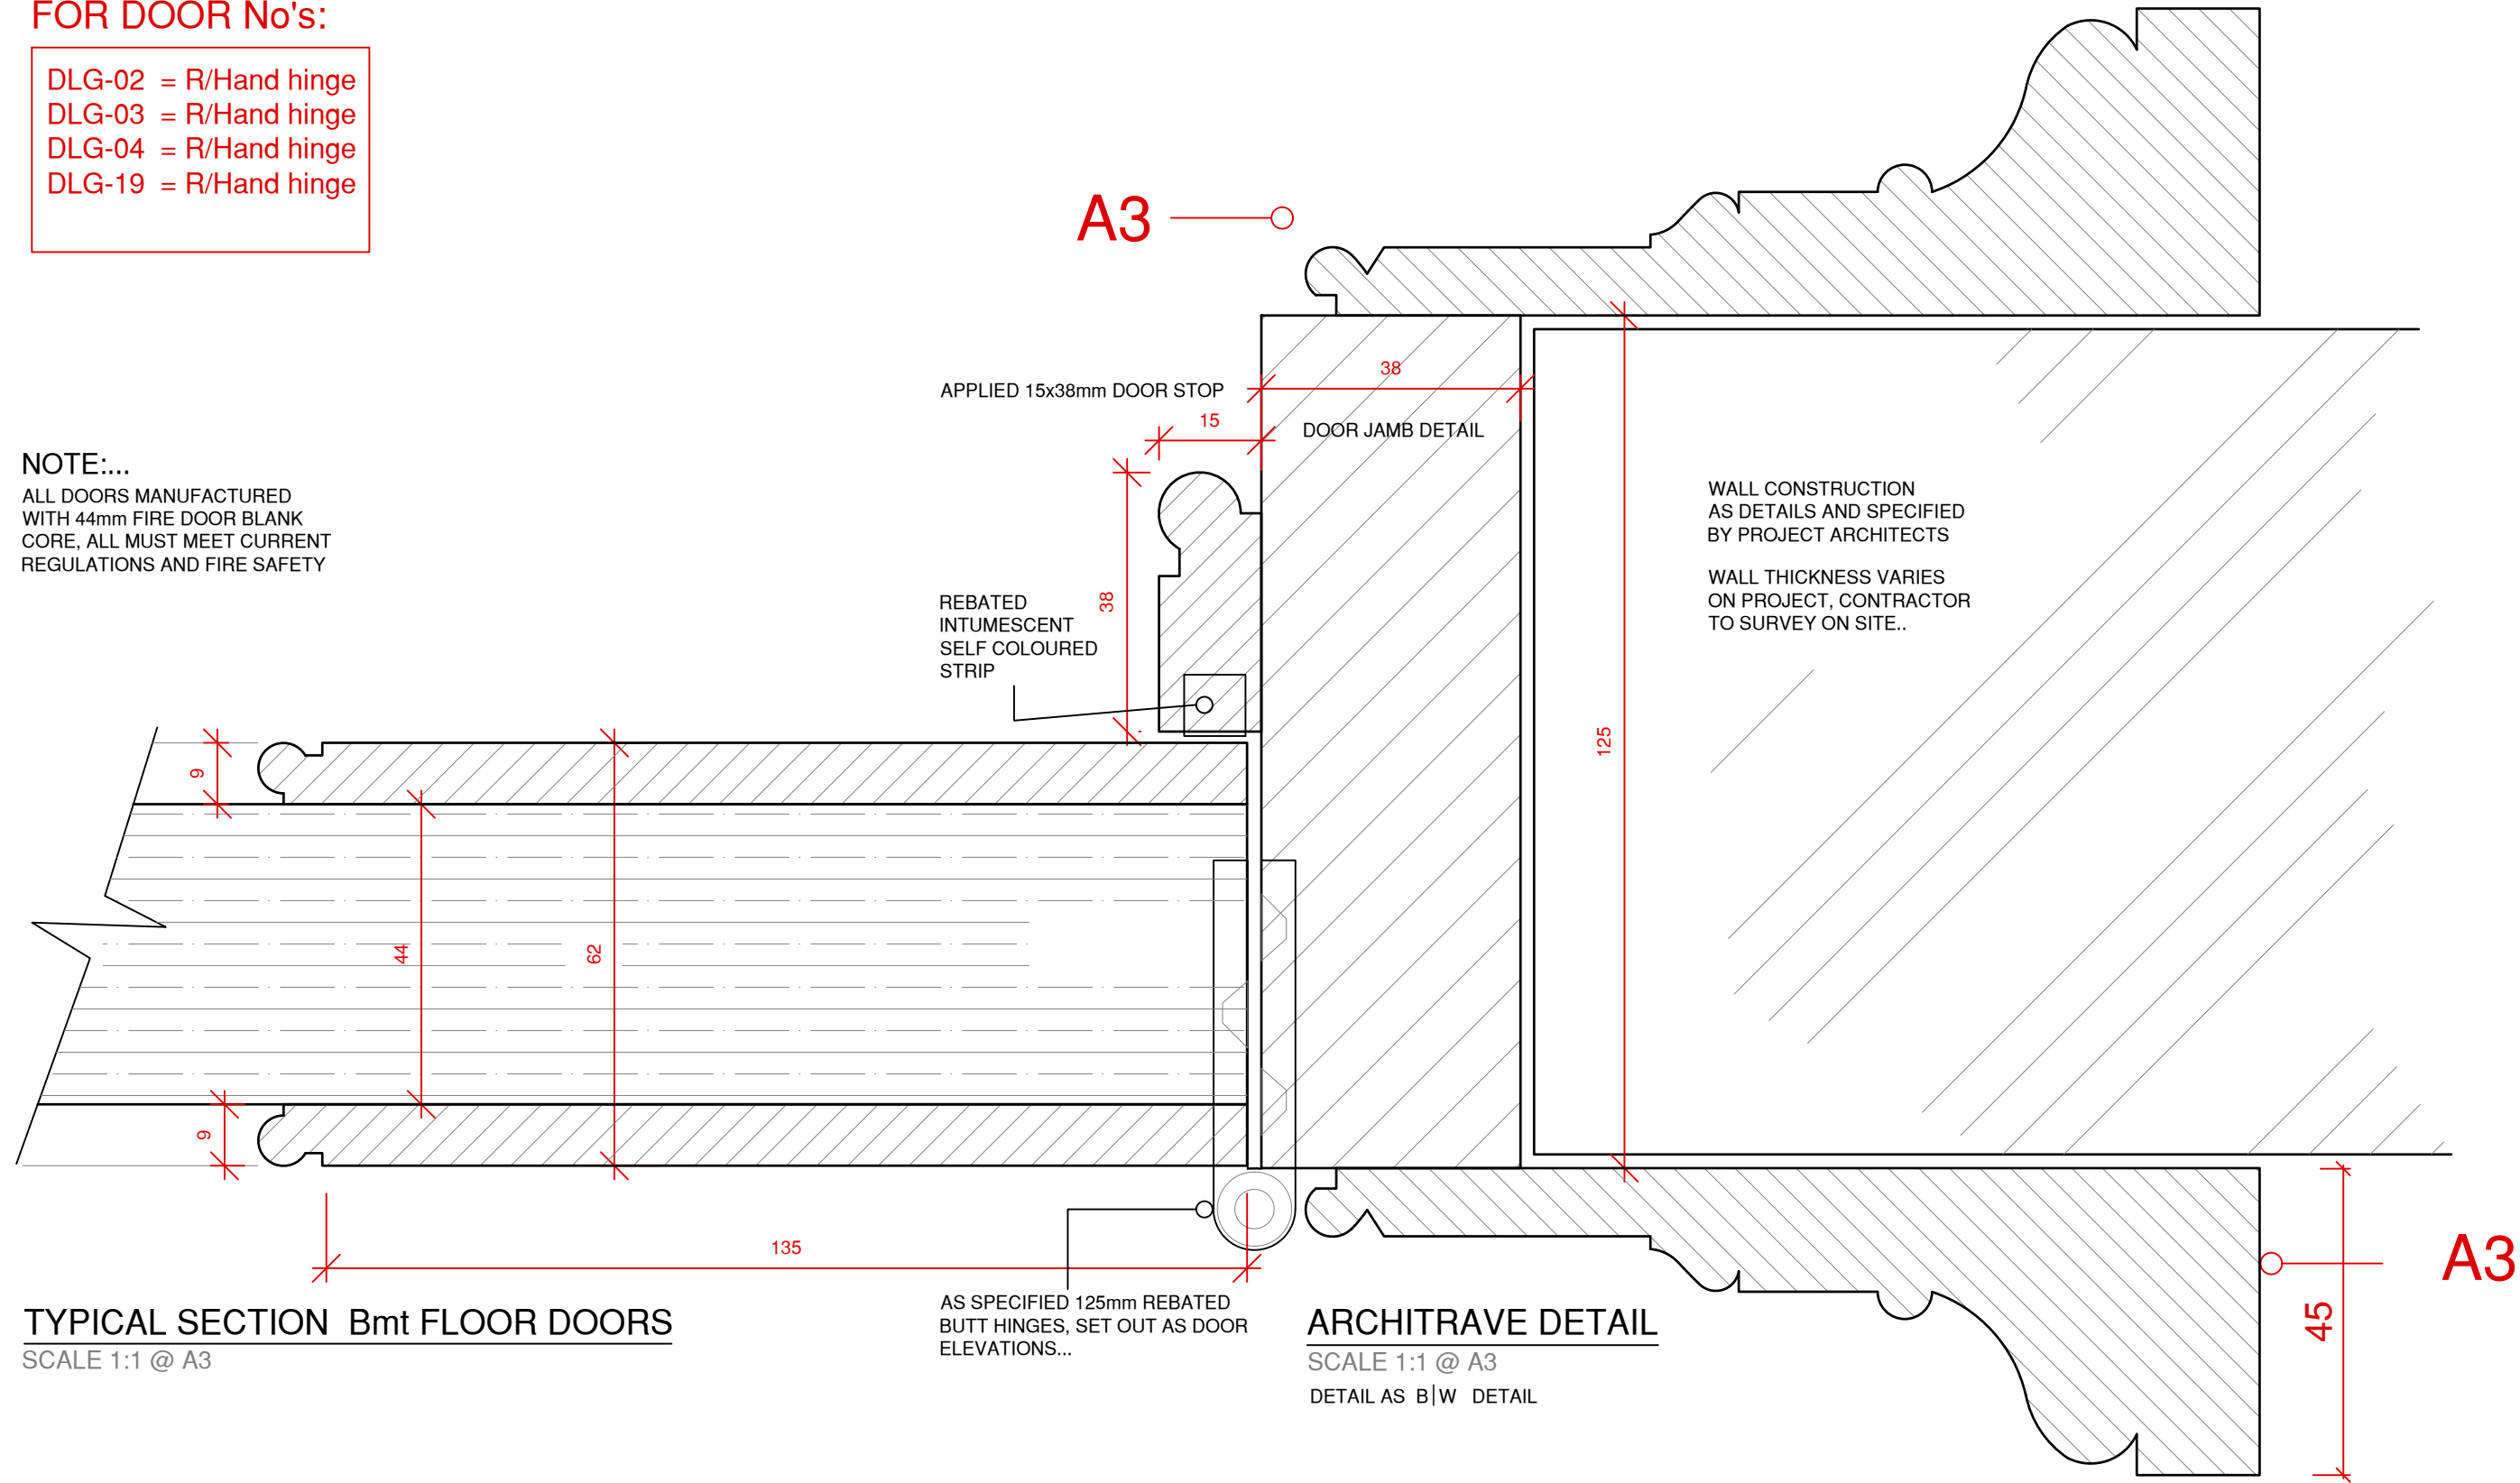 FOR DOOR No's:
DLG-02 = R/Hand hinge
DLG-03 = R/Hand hinge
DLG-04 = R/Hand hinge
DLG-19 = R/Hand hinge
A3
APPLIED 15x38mm DOOR STOP
38
15
DOOR JAMB DETAIL
NOTE:...
ALL DOORS MANUFACTURED
WITH 44mm FIRE DOOR BLANK
CORE, ALL MUST MEET CURRENT
REGULATIONS AND FIRE SAFETY
WALL CONSTRUCTION
AS DETAILS AND SPECIFIED
BY PROJECT ARCHITECTS
WALL THICKNESS VARIES
ON PROJECT, CONTRACTOR
TO SURVEY ON SITE..
REBATED
INTUMESCENT
SELF COLOURED
STRIP
38
125
9
44
62
9
135
A3
45
TYPICAL SECTION Bmt FLOOR DOORS
SCALE 1:1 @ A3
AS SPECIFIED 125mm REBATED
BUTT HINGES, SET OUT AS DOOR
ELEVATIONS...
ARCHITRAVE DETAIL
SCALE 1:1 @ A3
DETAIL AS B|W DETAIL